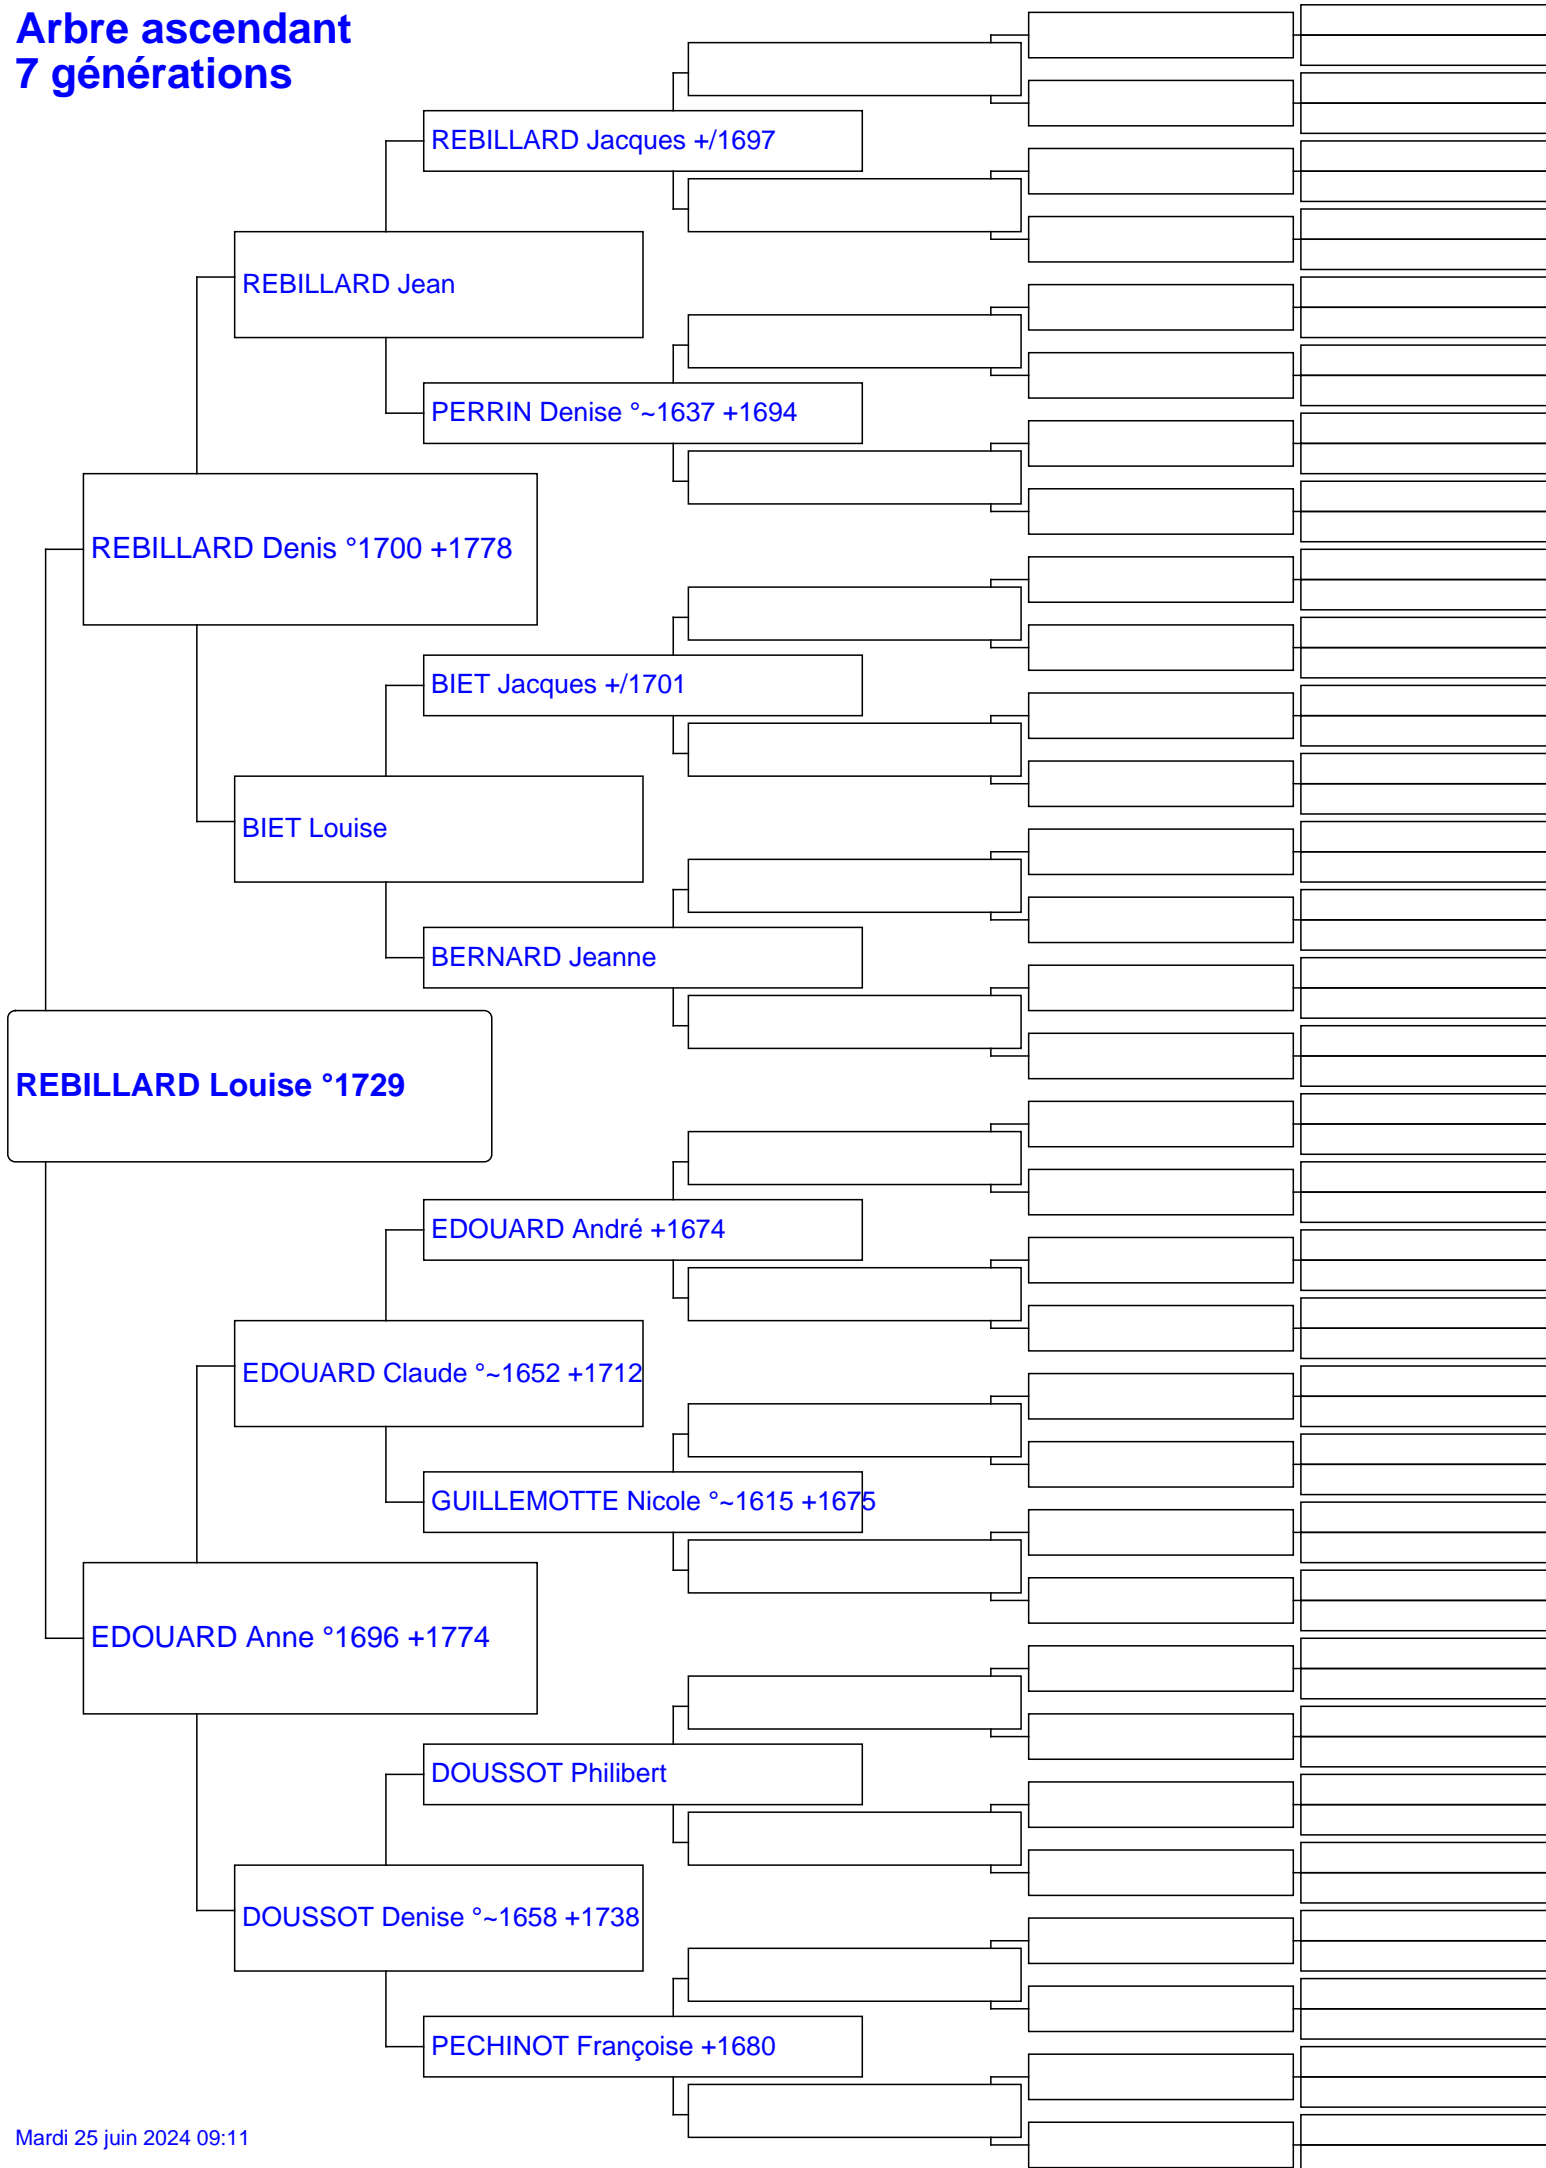 Arbre ascendant
7 générations
REBILLARD Jacques +/1697
REBILLARD Jean
PERRIN Denise °~1637 +1694
REBILLARD Denis °1700 +1778
BIET Jacques +/1701
BIET Louise
BERNARD Jeanne
REBILLARD Louise °1729
EDOUARD André +1674
EDOUARD Claude °~1652 +1712
GUILLEMOTTE Nicole °~1615 +1675
EDOUARD Anne °1696 +1774
DOUSSOT Philibert
DOUSSOT Denise °~1658 +1738
PECHINOT Françoise +1680
Mardi 25 juin 2024 09:11